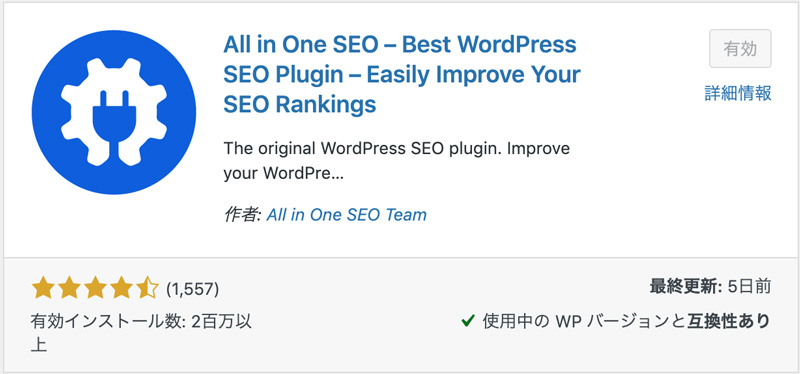 All in One SEO – Best WordPress
SEO Plugin – Easily Improve Your
SEO Rankings
有効
詳細情報
The original WordPress SEO plugin. Improve
your WordPre...
作者: All in One SEO Team
(1,557)
最終更新: 5日前
有効インストール数: 2百万以
上
使用中の WP バージョンと互換性あり